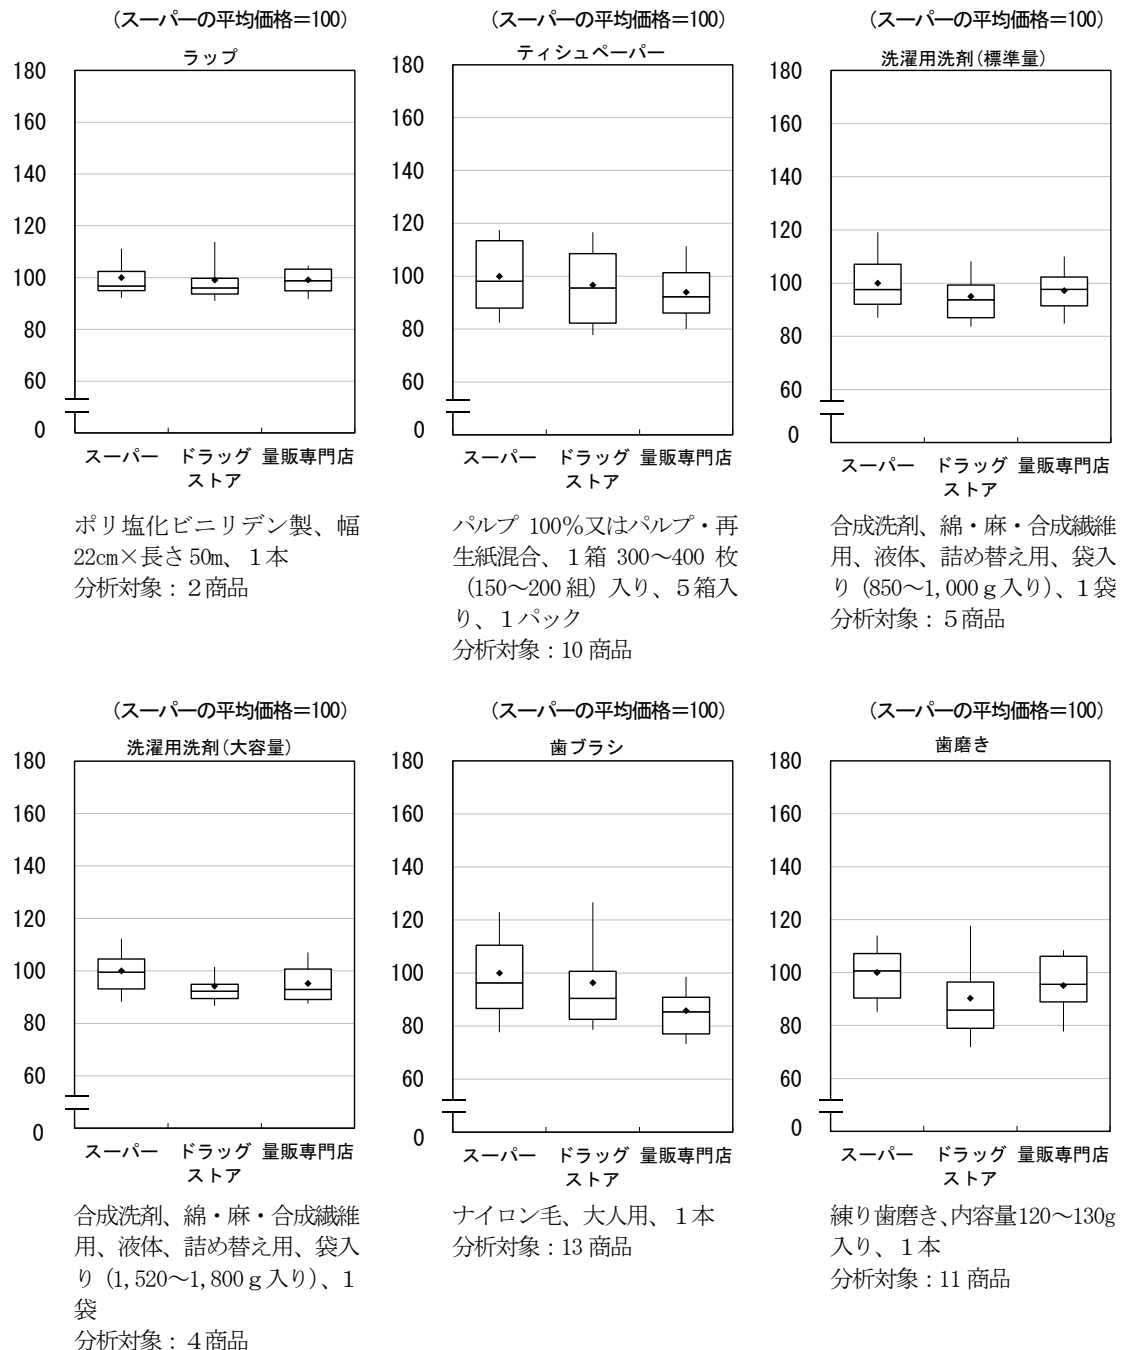 （スーパーの平均価格＝100）
ラップ
180
160
140
120
100
80
60
0
スーパー　ドラッグ　量販専門店
ストア
ポリ塩化ビニリデン製、幅
22cm×長さ50m、１本
分析対象：２商品
（スーパーの平均価格＝100）
ティシュペーパー
180
160
140
120
100
80
60
0
スーパー　ドラッグ　量販専門店
ストア
パルプ 100％又はパルプ・再
生紙混合、１箱 300～400 枚
（150～200 組）入り、５箱入
り、１パック
分析対象：10 商品
（スーパーの平均価格＝100）
洗濯用洗剤(標準量)
180
160
140
120
100
80
60
0
スーパー　ドラッグ　量販専門店
ストア
合成洗剤、綿・麻・合成繊維
用、液体、詰め替え用、袋入
り（850～1,000ｇ入り）、１袋
分析対象：５商品
（スーパーの平均価格＝100）
洗濯用洗剤(大容量)
180
160
140
120
100
80
60
0
スーパー　ドラッグ　量販専門店
ストア
合成洗剤、綿・麻・合成繊維
用、液体、詰め替え用、袋入
り（1,520～1,800ｇ入り）、１
袋
分析対象：４商品
（スーパーの平均価格＝100）
歯ブラシ
180
160
140
120
100
80
60
0
スーパー　ドラッグ　量販専門店
ストア
ナイロン毛、大人用、１本
分析対象：13 商品
（スーパーの平均価格＝100）
歯磨き
180
160
140
120
100
80
60
0
スーパー　ドラッグ　量販専門店
ストア
練り歯磨き、内容量120～130g
入り、１本
分析対象：11 商品